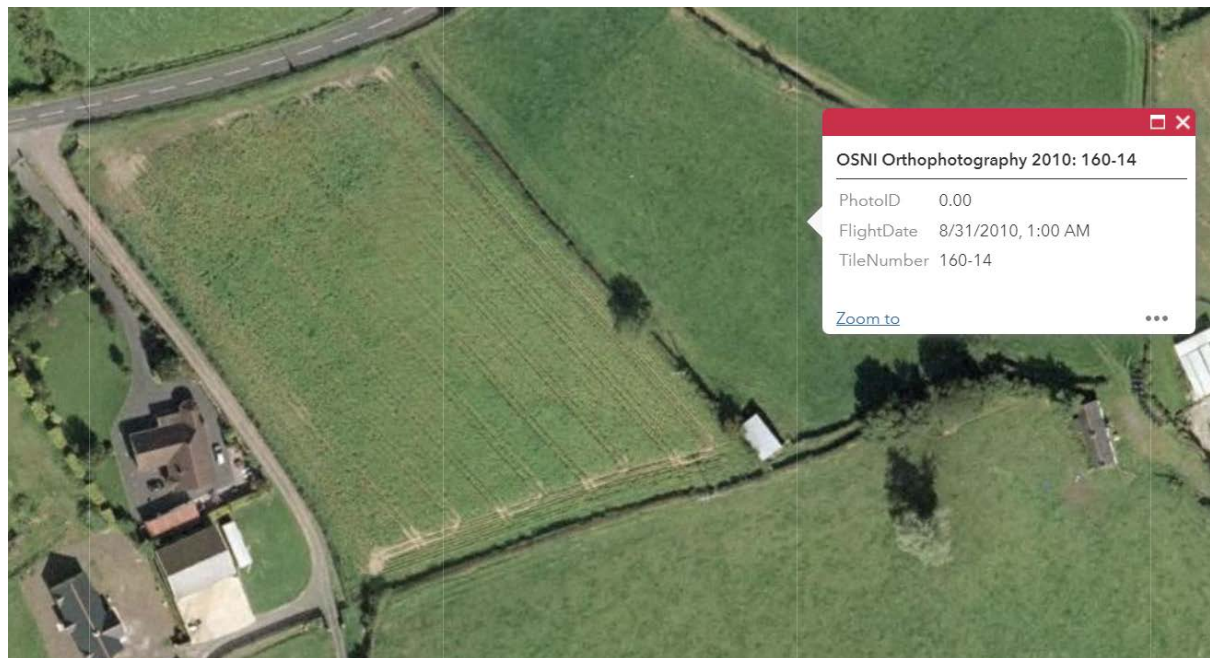 OSNI Orthophotography 2010: 160-14
PhotoID 0.00
FlightDate 8/31/2010, 1:00 AM
TileNumber 160-14
Zoom to